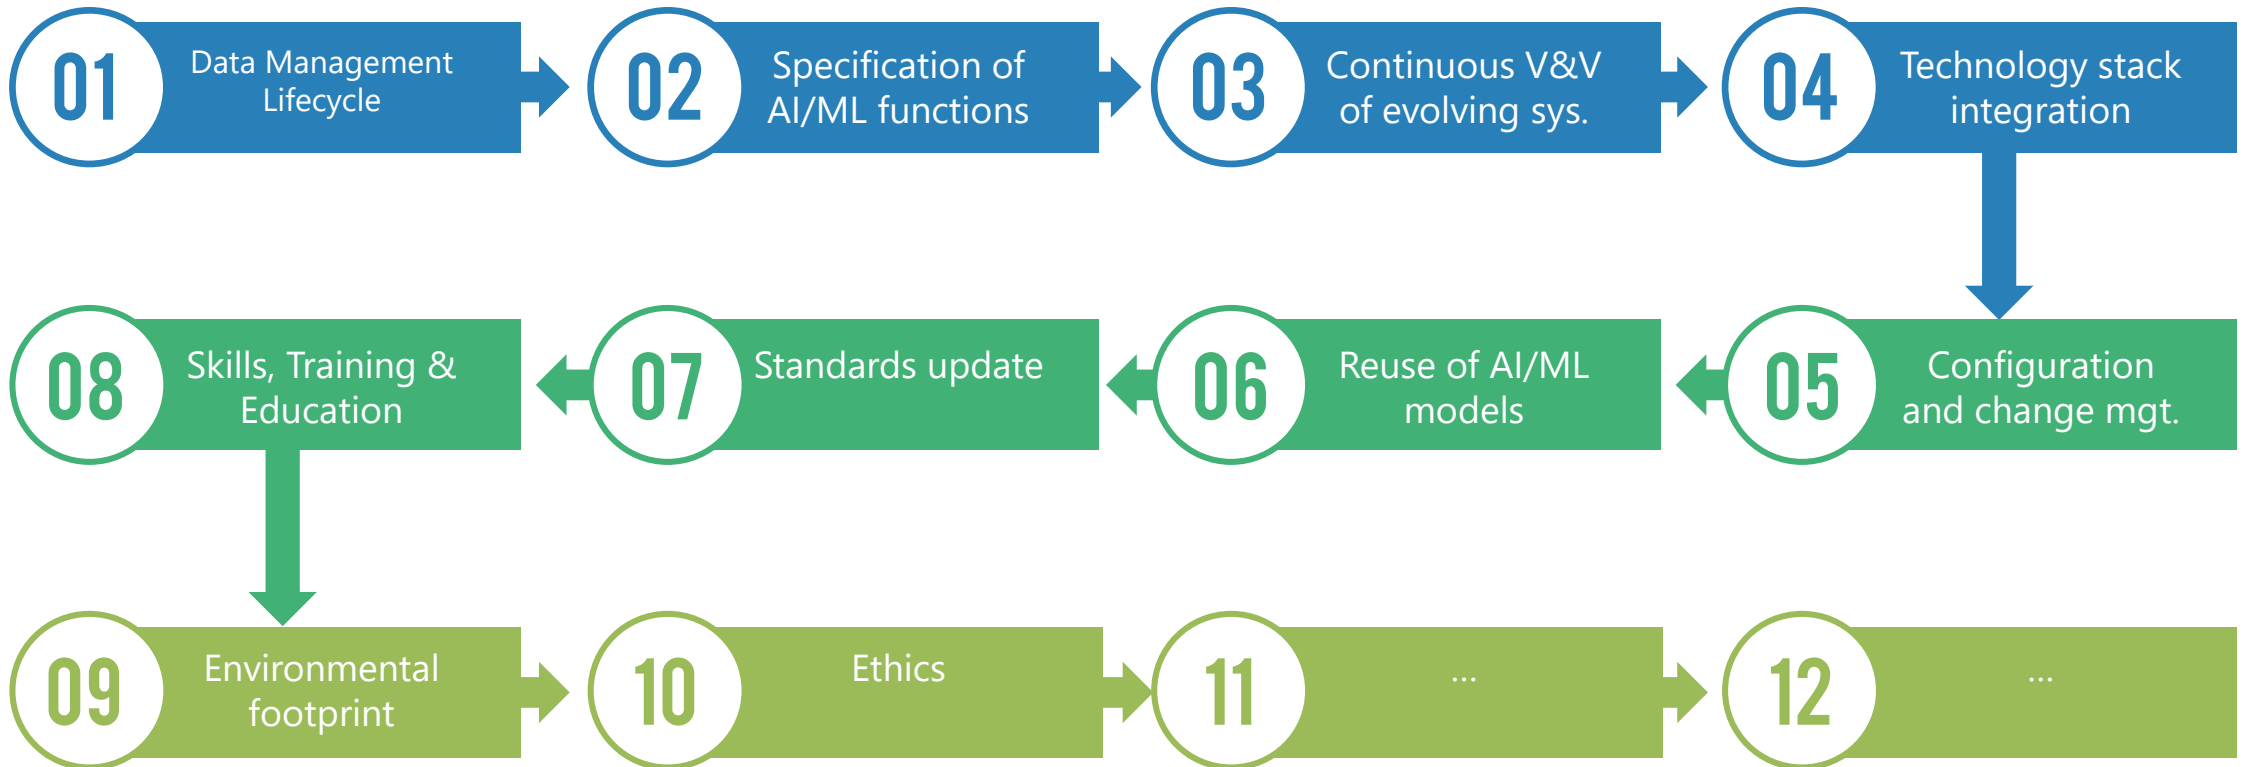 01
Data Management
Lifecycle
02
Specification of
AI/ML functions
03
Continuous V&V
of evolving sys.
04
Technology stack
integration
05
Configuration
and change mgt.
06
Reuse of AI/ML
models
07
Standards update
08
Skills, Training &
Education
09
Environmental
footprint
10
Ethics
11
...
12
...